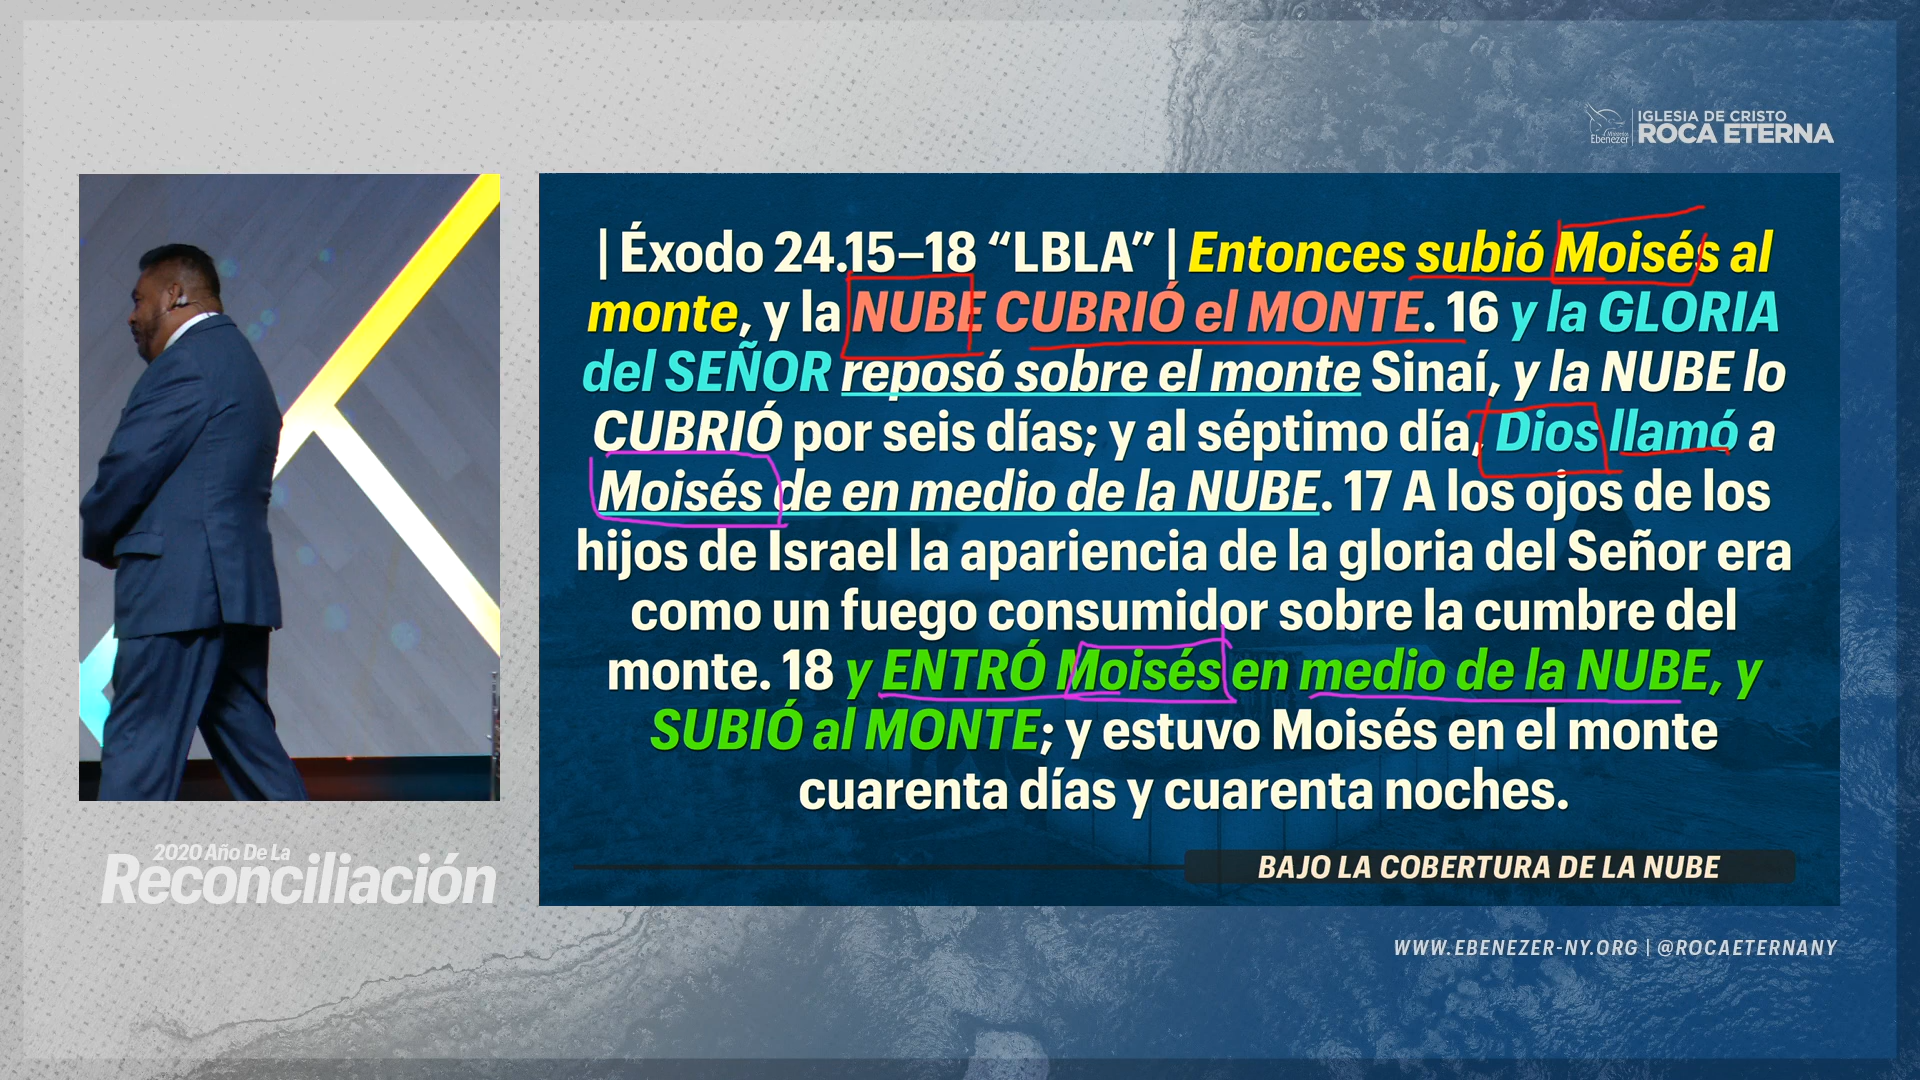 IGLESIA DE CRISTO
ROCA ETERNA
Ministerios
Ebenezer
| Éxodo 24.15–18 “LBLA” | Entonces subió Moisés al
monte, y la NUBE CUBRIÓ el MONTE. 16 y la GLORIA
del SEÑOR reposó sobre el monte Sinaí, y la NUBE lo
CUBRIÓ por seis días; y al séptimo día, Dios llamó a
Moisés de en medio de la NUBE. 17 A los ojos de los
hijos de Israel la apariencia de la gloria del Señor era
como un fuego consumidor sobre la cumbre del
monte. 18 y ENTRÓ Moisés en medio de la NUBE, y
SUBIÓ al MONTE; y estuvo Moisés en el monte
cuarenta días y cuarenta noches.
BAJO LA COBERTURA DE LA NUBE
2020 Año De La
Reconciliación
WWW.EBENEZER-NY.ORG | @ROCAETERNANY